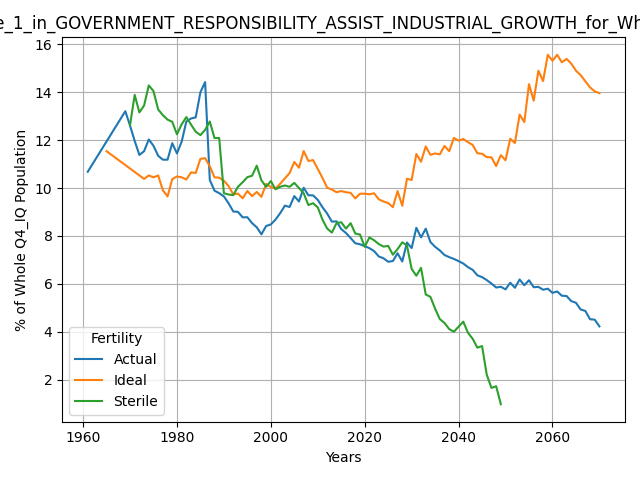 e_1_in_GOVERNMENT_RESPONSIBILITY_ASSIST_INDUSTRIAL_GROWTH_for_Wh
16
14
12
10
8
6
4
2
% of Whole Q4_IQ Population
Fertility
Actual
Ideal
Sterile
1960 1980 2000 2020 2040 2060
Years